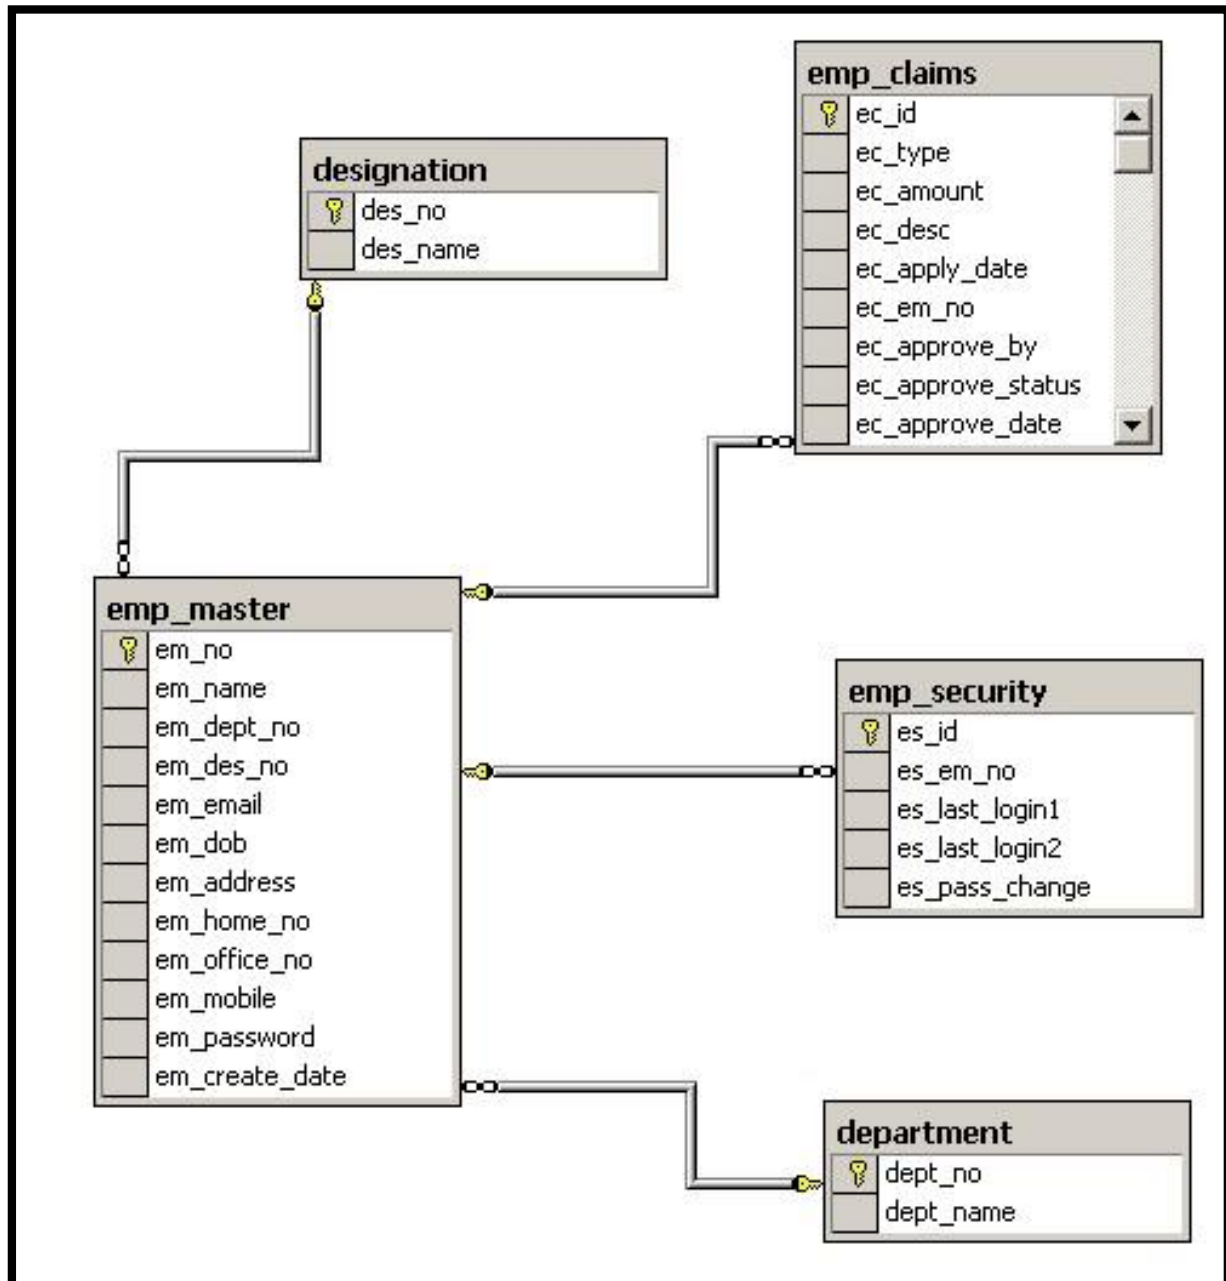 emp_claims
ec_id
ec_type
ec_amount
ec_desc
ec_apply_date
ec_em_no
ec_approve_by
ec_approve_status
ec_approve_date
designation
des_no
des_name
emp_master
em_no
em_name
em_dept_no
em_des_no
em_email
em_dob
em_address
em_home_no
em_office_no
em_mobile
em_password
em_create_date
emp_security
es_id
es_em_no
es_last_login1
es_last_login2
es_pass_change
department
dept_no
dept_name